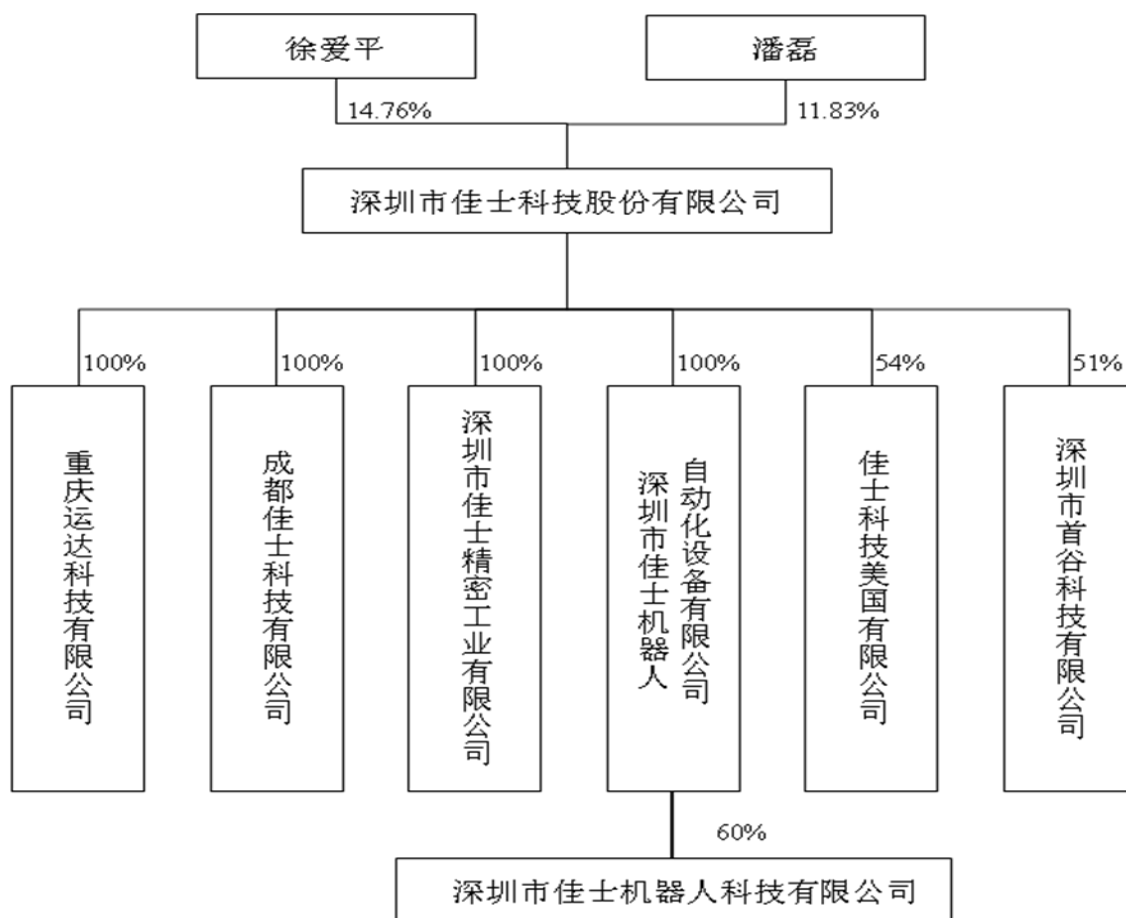 徐爱平
潘磊
14.76%
11.83%
深圳市佳士科技股份有限公司
100%
100%
100%
100%
54%
51%
重庆运达科技有限公司
成都佳士科技有限公司
深圳市佳士精密工业有限公司
深圳市佳士机器人
自动化设备有限公司
佳士科技美国有限公司
深圳市首谷科技有限公司
60%
深圳市佳士机器人科技有限公司